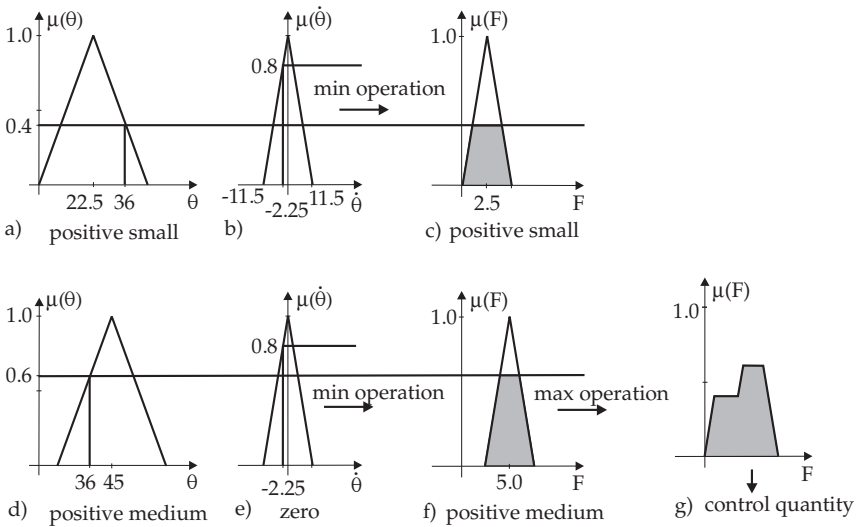 μ(θ)
1.0
0.4
22.5 36 θ
a) positive small
μ(θ̇)
0.8
min operation
-11.5 11.5
-2.25 θ̇
b)
μ(F)
1.0
2.5 F
c) positive small
μ(θ)
1.0
0.6
36 45 θ
d) positive medium
μ(θ̇)
0.8
min operation
-2.25 θ̇
e) zero
μ(F)
1.0
max operation
5.0 F
f) positive medium
μ(F)
1.0
F
g) control quantity